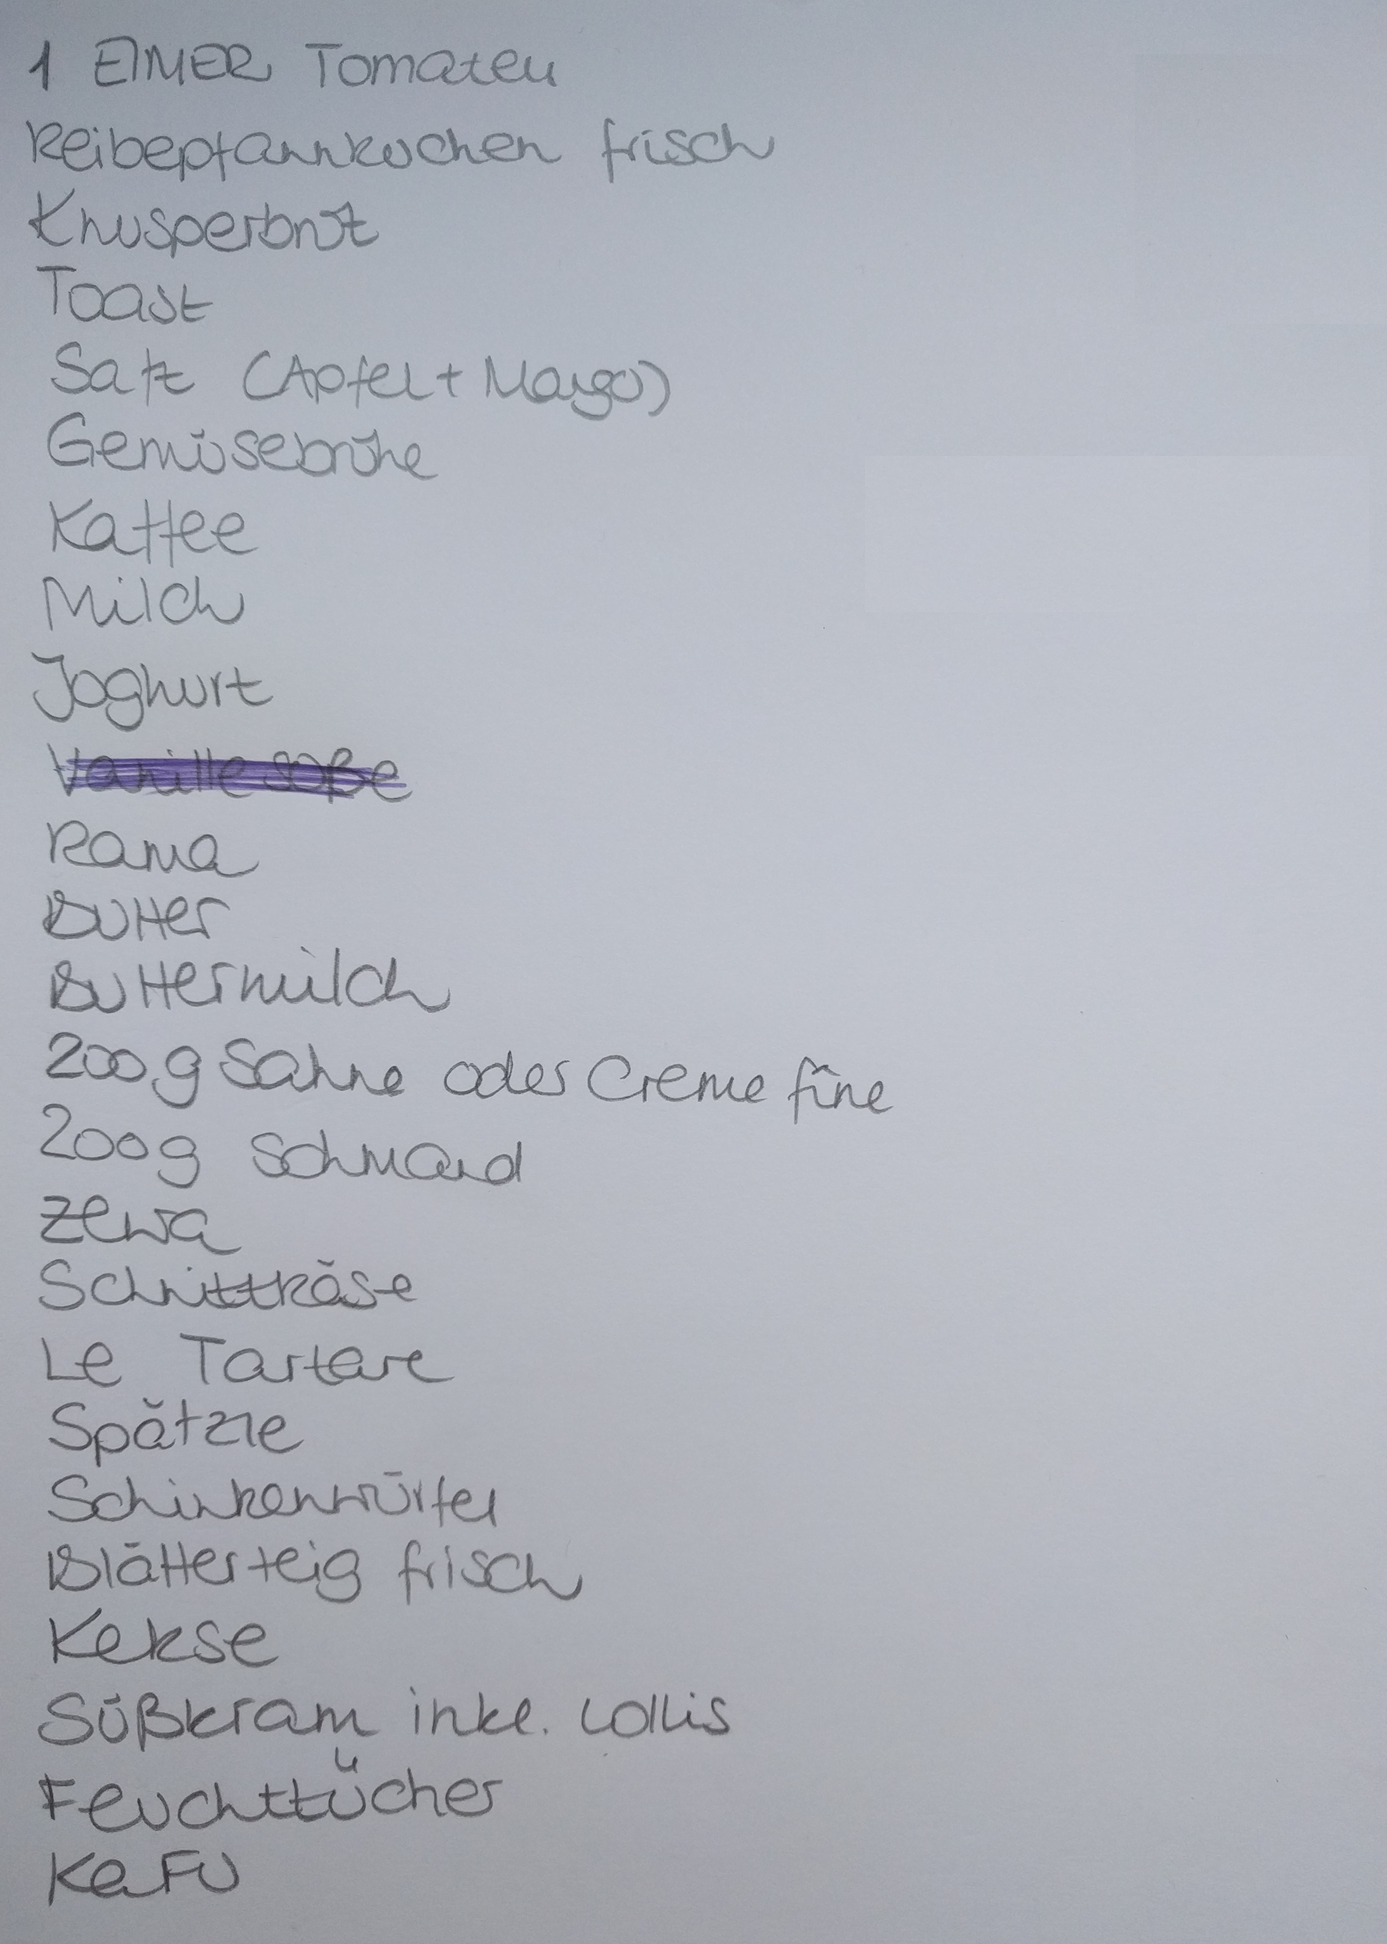 1 EIMER Tomaten
Reibepfannkuchen frisch
Knusperbrot
Toast
Saft (Apfel + Mango)
Gemüsebrühe
Kaffee
Milch
Joghurt
Vanillesoße
Rama
Butter
Buttermilch
200g Sahne oder Creme fine
200g Schmand
Zewa
Schnittkäse
Le Tartare
Spätzle
Schinkenwürfel
Blätterteig frisch
Kekse
Süßkram inkl. Lollis
Feuchttücher
KaFu